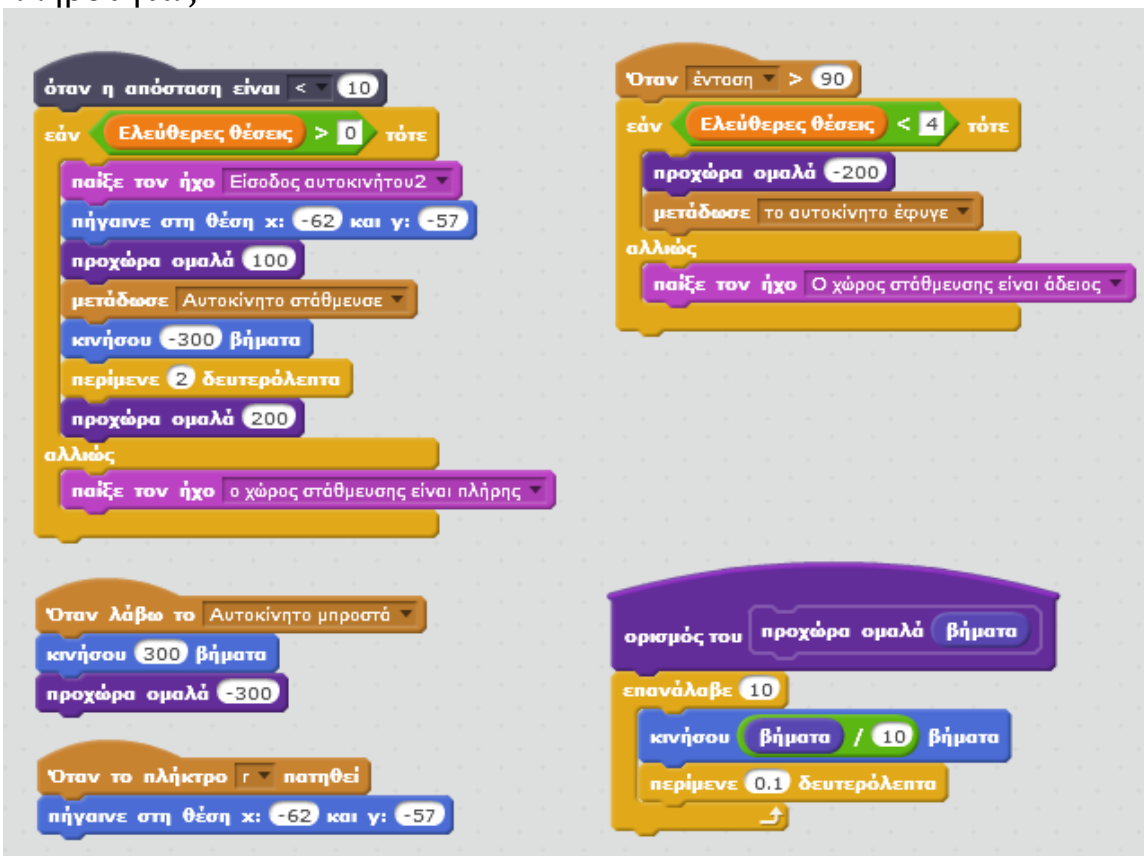 όταν η απόσταση είναι < 10
εάν Ελεύθερες θέσεις > 0 τότε
παίξε τον ήχο Είσοδος αυτοκινήτου2
πήγαινε στη θέση x: -62 και y: -57
προχώρα ομαλά 100
μετάδωσε Αυτοκίνητο στάθμευσε
κινήσου -300 βήματα
περίμενε 2 δευτερόλεπτα
προχώρα ομαλά 200
αλλιώς
παίξε τον ήχο ο χώρος στάθμευσης είναι πλήρης
Όταν ένταση > 90
εάν Ελεύθερες θέσεις < 4 τότε
προχώρα ομαλά -200
μετάδωσε το αυτοκίνητο έφυγε
αλλιώς
παίξε τον ήχο Ο χώρος στάθμευσης είναι άδειος
Όταν λάβω το Αυτοκίνητο μπροστά
κινήσου 300 βήματα
προχώρα ομαλά -300
Όταν το πλήκτρο r πατηθεί
πήγαινε στη θέση x: -62 και y: -57
ορισμός του προχώρα ομαλά βήματα
επανάλαβε 10
κινήσου βήματα / 10 βήματα
περίμενε 0.1 δευτερόλεπτα